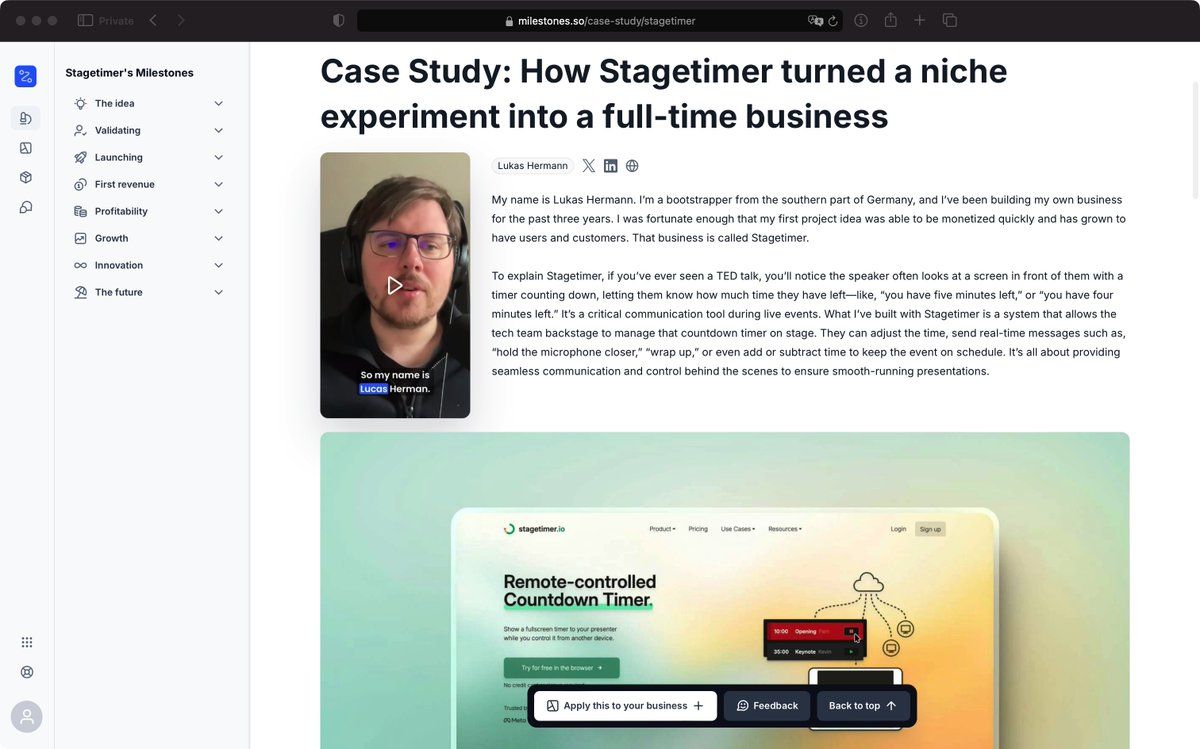 Private
milestones.so/case-study/stagetimer
Stagetimer's Milestones
The idea
Validating
Launching
First revenue
Profitability
Growth
Innovation
The future
Case Study: How Stagetimer turned a niche
experiment into a full-time business
Lukas Hermann
My name is Lukas Hermann. I’m a bootstrapper from the southern part of Germany, and I’ve been building my own business
for the past three years. I was fortunate enough that my first project idea was able to be monetized quickly and has grown to
have users and customers. That business is called Stagetimer.
To explain Stagetimer, if you’ve ever seen a TED talk, you’ll notice the speaker often looks at a screen in front of them with a
timer counting down, letting them know how much time they have left—like, “you have five minutes left,” or “you have four
minutes left.” It’s a critical communication tool during live events. What I’ve built with Stagetimer is a system that allows the
tech team backstage to manage that countdown timer on stage. They can adjust the time, send real-time messages such as,
“hold the microphone closer,” “wrap up,” or even add or subtract time to keep the event on schedule. It’s all about providing
seamless communication and control behind the scenes to ensure smooth-running presentations.
So my name is
Lucas Herman.
stagetimer.io
Product
Pricing
Use Cases
Resources
Login
Sign up
Remote-controlled
Countdown Timer.
Show a fullscreen timer to your presenter
while you control it from another device.
Try for free in the browser →
No credit
10:00 Opening
35:00 Keynote Kevin
Trusted
Meta
Apply this to your business
Feedback
Back to top